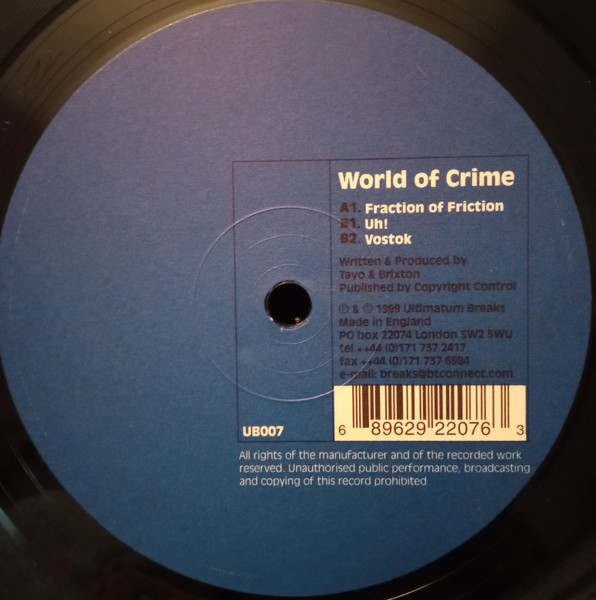 World of Crime
A1. Fraction of Friction
B1. Uh!
B2. Vostok
Written & Produced by
Tayo & Brixton
Published by Copyright Control
℗ & © 1999 Ultimatum Breaks
Made in England
PO box 22074 London SW2 5WU
tel ++44 (0)171 737 2417
fax ++44 (0)171 737 6984
e-mail: breaks@btconnect.com
6 89629 22076 3
UB007
All rights of the manufacturer and of the recorded work
reserved. Unauthorised public performance, broadcasting
and copying of this record prohibited